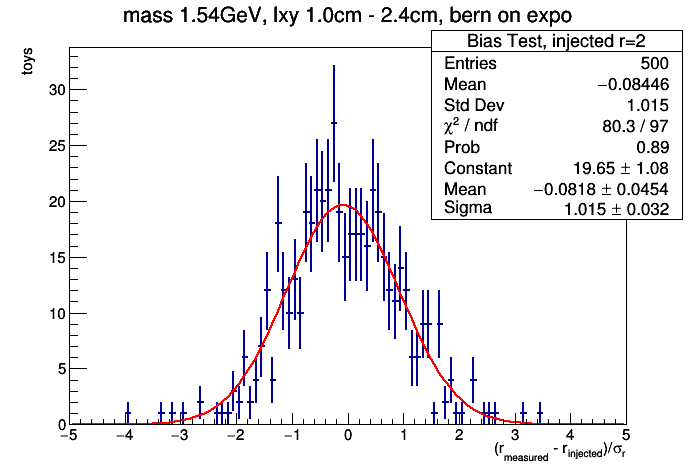 mass 1.54GeV, lxy 1.0cm - 2.4cm, bern on expo
toys
Bias Test, injected r=2
Entries 500
Mean −0.08446
Std Dev 1.015
χ² / ndf 80.3 / 97
Prob 0.89
Constant 19.65 ± 1.08
Mean −0.0818 ± 0.0454
Sigma 1.015 ± 0.032
30
25
20
15
10
5
0
−5 −4 −3 −2 −1 0 1 2 3 4 5
(r_measured - r_injected)/σ_r